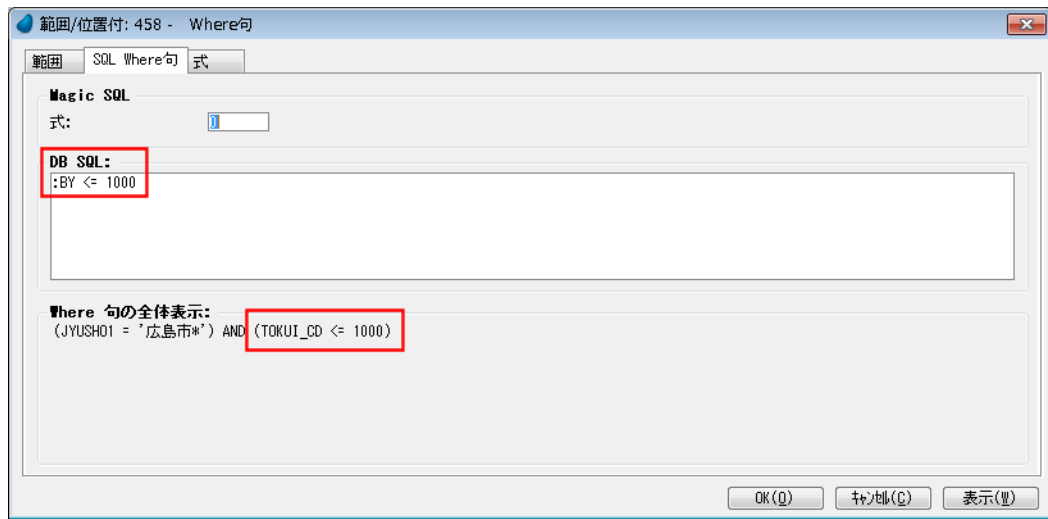 範囲/位置付: 458 - Where句
範囲 SQL Where句 式
Magic SQL
式: 0
DB SQL:
:BY <= 1000
Where 句の全体表示:
(JYUSHO1 = '広島市*') AND (TOKUI_CD <= 1000)
OK(O) ｷｬﾝｾﾙ(C) 表示(W)